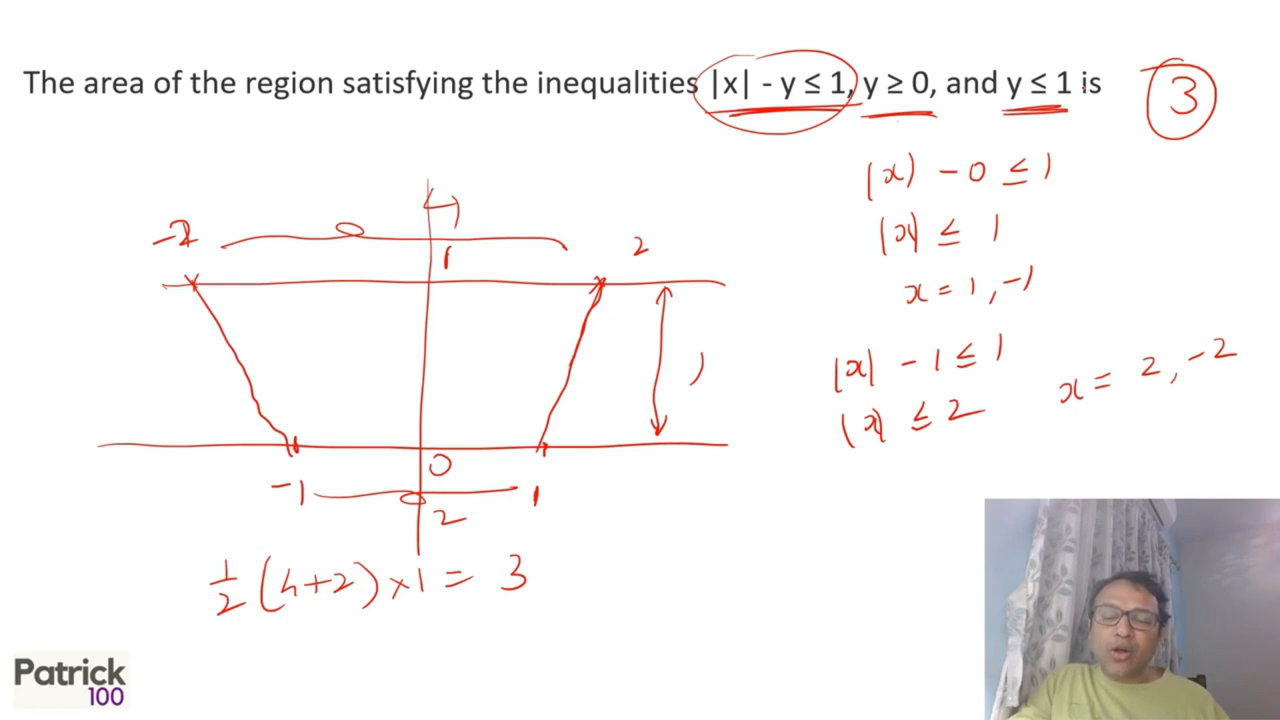 The area of the region satisfying the inequalities |x| - y ≤ 1, y ≥ 0, and y ≤ 1 is
3
|x| - 0 ≤ 1
|x| ≤ 1
x = 1, -1
|x| - 1 ≤ 1
|x| ≤ 2
x = 2, -2
-2
1
2
1
0
-1
1
2
1/2 (4+2) × 1 = 3
Patrick
100